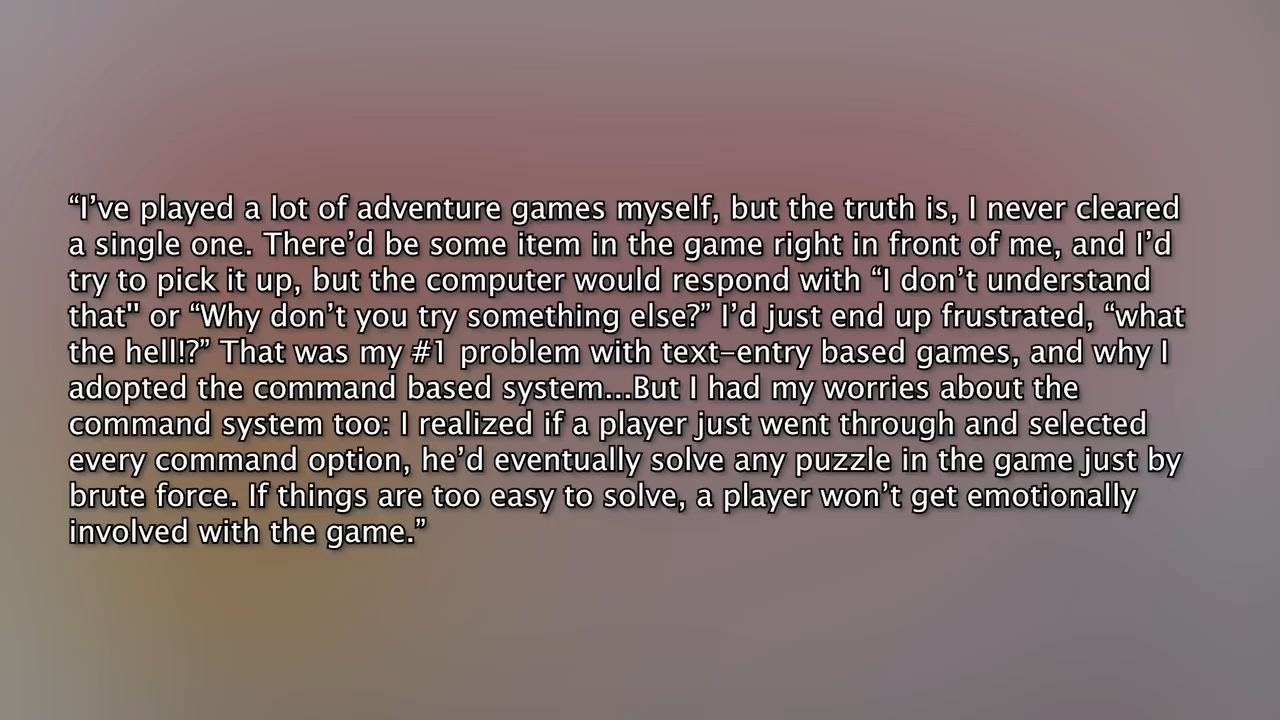 “I’ve played a lot of adventure games myself, but the truth is, I never cleared
a single one. There’d be some item in the game right in front of me, and I’d
try to pick it up, but the computer would respond with “I don’t understand
that" or “Why don’t you try something else?” I’d just end up frustrated, “what
the hell!?” That was my #1 problem with text–entry based games, and why I
adopted the command based system...But I had my worries about the
command system too: I realized if a player just went through and selected
every command option, he’d eventually solve any puzzle in the game just by
brute force. If things are too easy to solve, a player won’t get emotionally
involved with the game.”